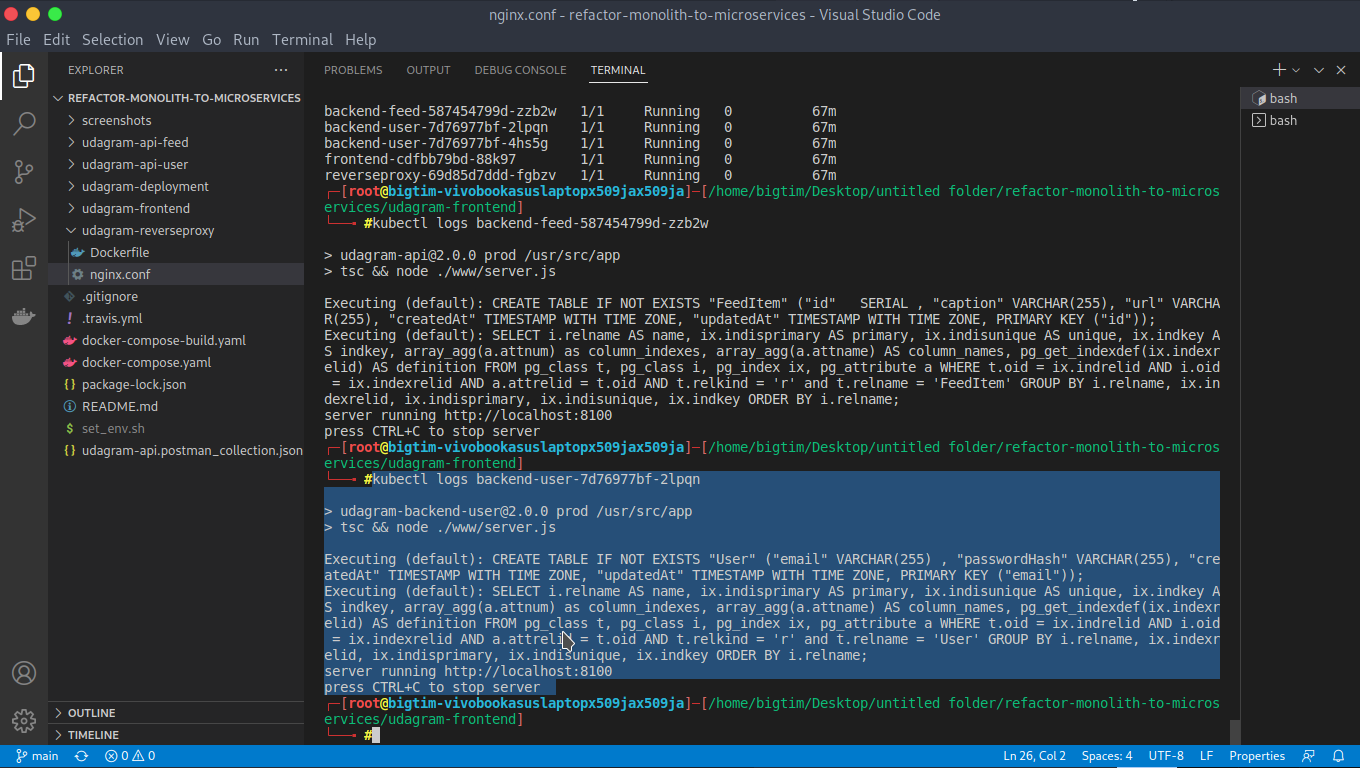 nginx.conf - refactor-monolith-to-microservices - Visual Studio Code
File Edit Selection View Go Run Terminal Help
EXPLORER
REFACTOR-MONOLITH-TO-MICROSERVICES
screenshots
udagram-api-feed
udagram-api-user
udagram-deployment
udagram-frontend
udagram-reverseproxy
Dockerfile
nginx.conf
.gitignore
.travis.yml
docker-compose-build.yaml
docker-compose.yaml
package-lock.json
README.md
set_env.sh
udagram-api.postman_collection.json
OUTLINE
TIMELINE
PROBLEMS OUTPUT DEBUG CONSOLE TERMINAL
backend-feed-587454799d-zzb2w 1/1 Running 0 67m
backend-user-7d76977bf-2lpqn 1/1 Running 0 67m
backend-user-7d76977bf-4hs5g 1/1 Running 0 67m
frontend-cdfbb79bd-88k97 1/1 Running 0 67m
reverseproxy-69d85d7ddd-fgbzv 1/1 Running 0 67m
┌─[root@bigtim-vivobookasuslaptopx509jax509ja]─[/home/bigtim/Desktop/untitled folder/refactor-monolith-to-micros
ervices/udagram-frontend]
└──╼ #kubectl logs backend-feed-587454799d-zzb2w
> udagram-api@2.0.0 prod /usr/src/app
> tsc && node ./www/server.js
Executing (default): CREATE TABLE IF NOT EXISTS "FeedItem" ("id"   SERIAL , "caption" VARCHAR(255), "url" VARCHA
R(255), "createdAt" TIMESTAMP WITH TIME ZONE, "updatedAt" TIMESTAMP WITH TIME ZONE, PRIMARY KEY ("id"));
Executing (default): SELECT i.relname AS name, ix.indisprimary AS primary, ix.indisunique AS unique, ix.indkey A
S indkey, array_agg(a.attnum) as column_indexes, array_agg(a.attname) AS column_names, pg_get_indexdef(ix.indexr
elid) AS definition FROM pg_class t, pg_class i, pg_index ix, pg_attribute a WHERE t.oid = ix.indrelid AND i.oid
 = ix.indexrelid AND a.attrelid = t.oid AND t.relkind = 'r' and t.relname = 'FeedItem' GROUP BY i.relname, ix.in
dexrelid, ix.indisprimary, ix.indisunique, ix.indkey ORDER BY i.relname;
server running http://localhost:8100
press CTRL+C to stop server
┌─[root@bigtim-vivobookasuslaptopx509jax509ja]─[/home/bigtim/Desktop/untitled folder/refactor-monolith-to-micros
ervices/udagram-frontend]
└──╼ #kubectl logs backend-user-7d76977bf-2lpqn
> udagram-backend-user@2.0.0 prod /usr/src/app
> tsc && node ./www/server.js
Executing (default): CREATE TABLE IF NOT EXISTS "User" ("email" VARCHAR(255) , "passwordHash" VARCHAR(255), "cre
atedAt" TIMESTAMP WITH TIME ZONE, "updatedAt" TIMESTAMP WITH TIME ZONE, PRIMARY KEY ("email"));
Executing (default): SELECT i.relname AS name, ix.indisprimary AS primary, ix.indisunique AS unique, ix.indkey A
S indkey, array_agg(a.attnum) as column_indexes, array_agg(a.attname) AS column_names, pg_get_indexdef(ix.indexr
elid) AS definition FROM pg_class t, pg_class i, pg_index ix, pg_attribute a WHERE t.oid = ix.indrelid AND i.oid
 = ix.indexrelid AND a.attrelid = t.oid AND t.relkind = 'r' and t.relname = 'User' GROUP BY i.relname, ix.indexr
elid, ix.indisprimary, ix.indisunique, ix.indkey ORDER BY i.relname;
server running http://localhost:8100
press CTRL+C to stop server
┌─[root@bigtim-vivobookasuslaptopx509jax509ja]─[/home/bigtim/Desktop/untitled folder/refactor-monolith-to-micros
ervices/udagram-frontend]
└──╼ #
bash
bash
main 0 0 Ln 26, Col 2 Spaces: 4 UTF-8 LF Properties